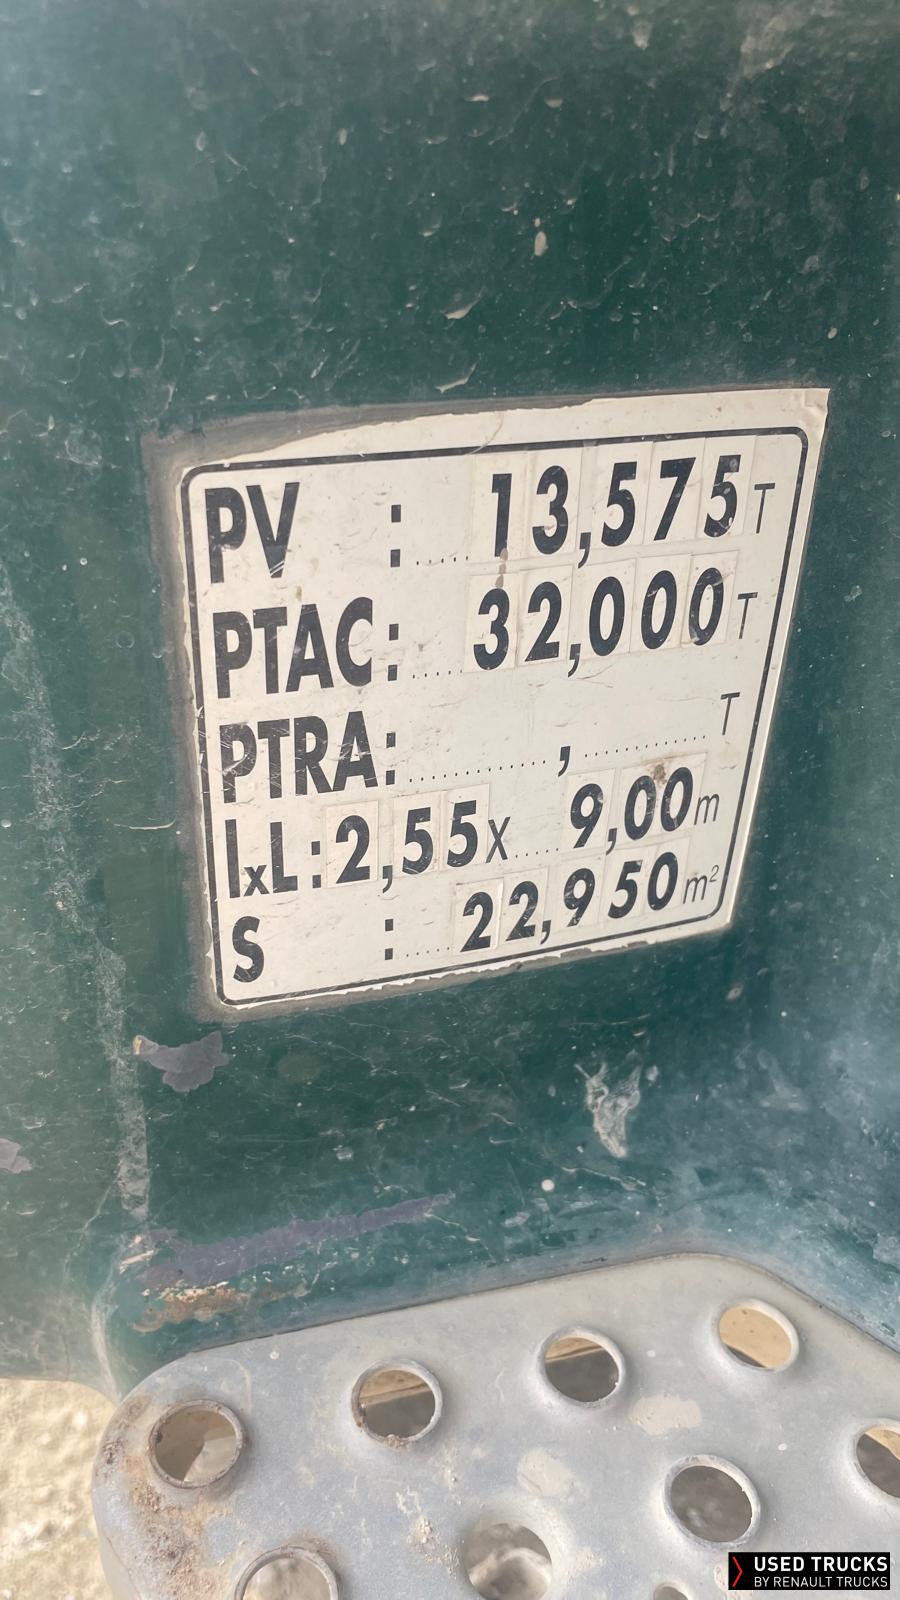 PV : ..... 13,575 T
PTAC: ..... 32,000 T
PTRA: ..............., ............... T
lxL: 2,55 x ..... 9,00 m
S : ..... 22,950 m²
USED TRUCKS
BY RENAULT TRUCKS